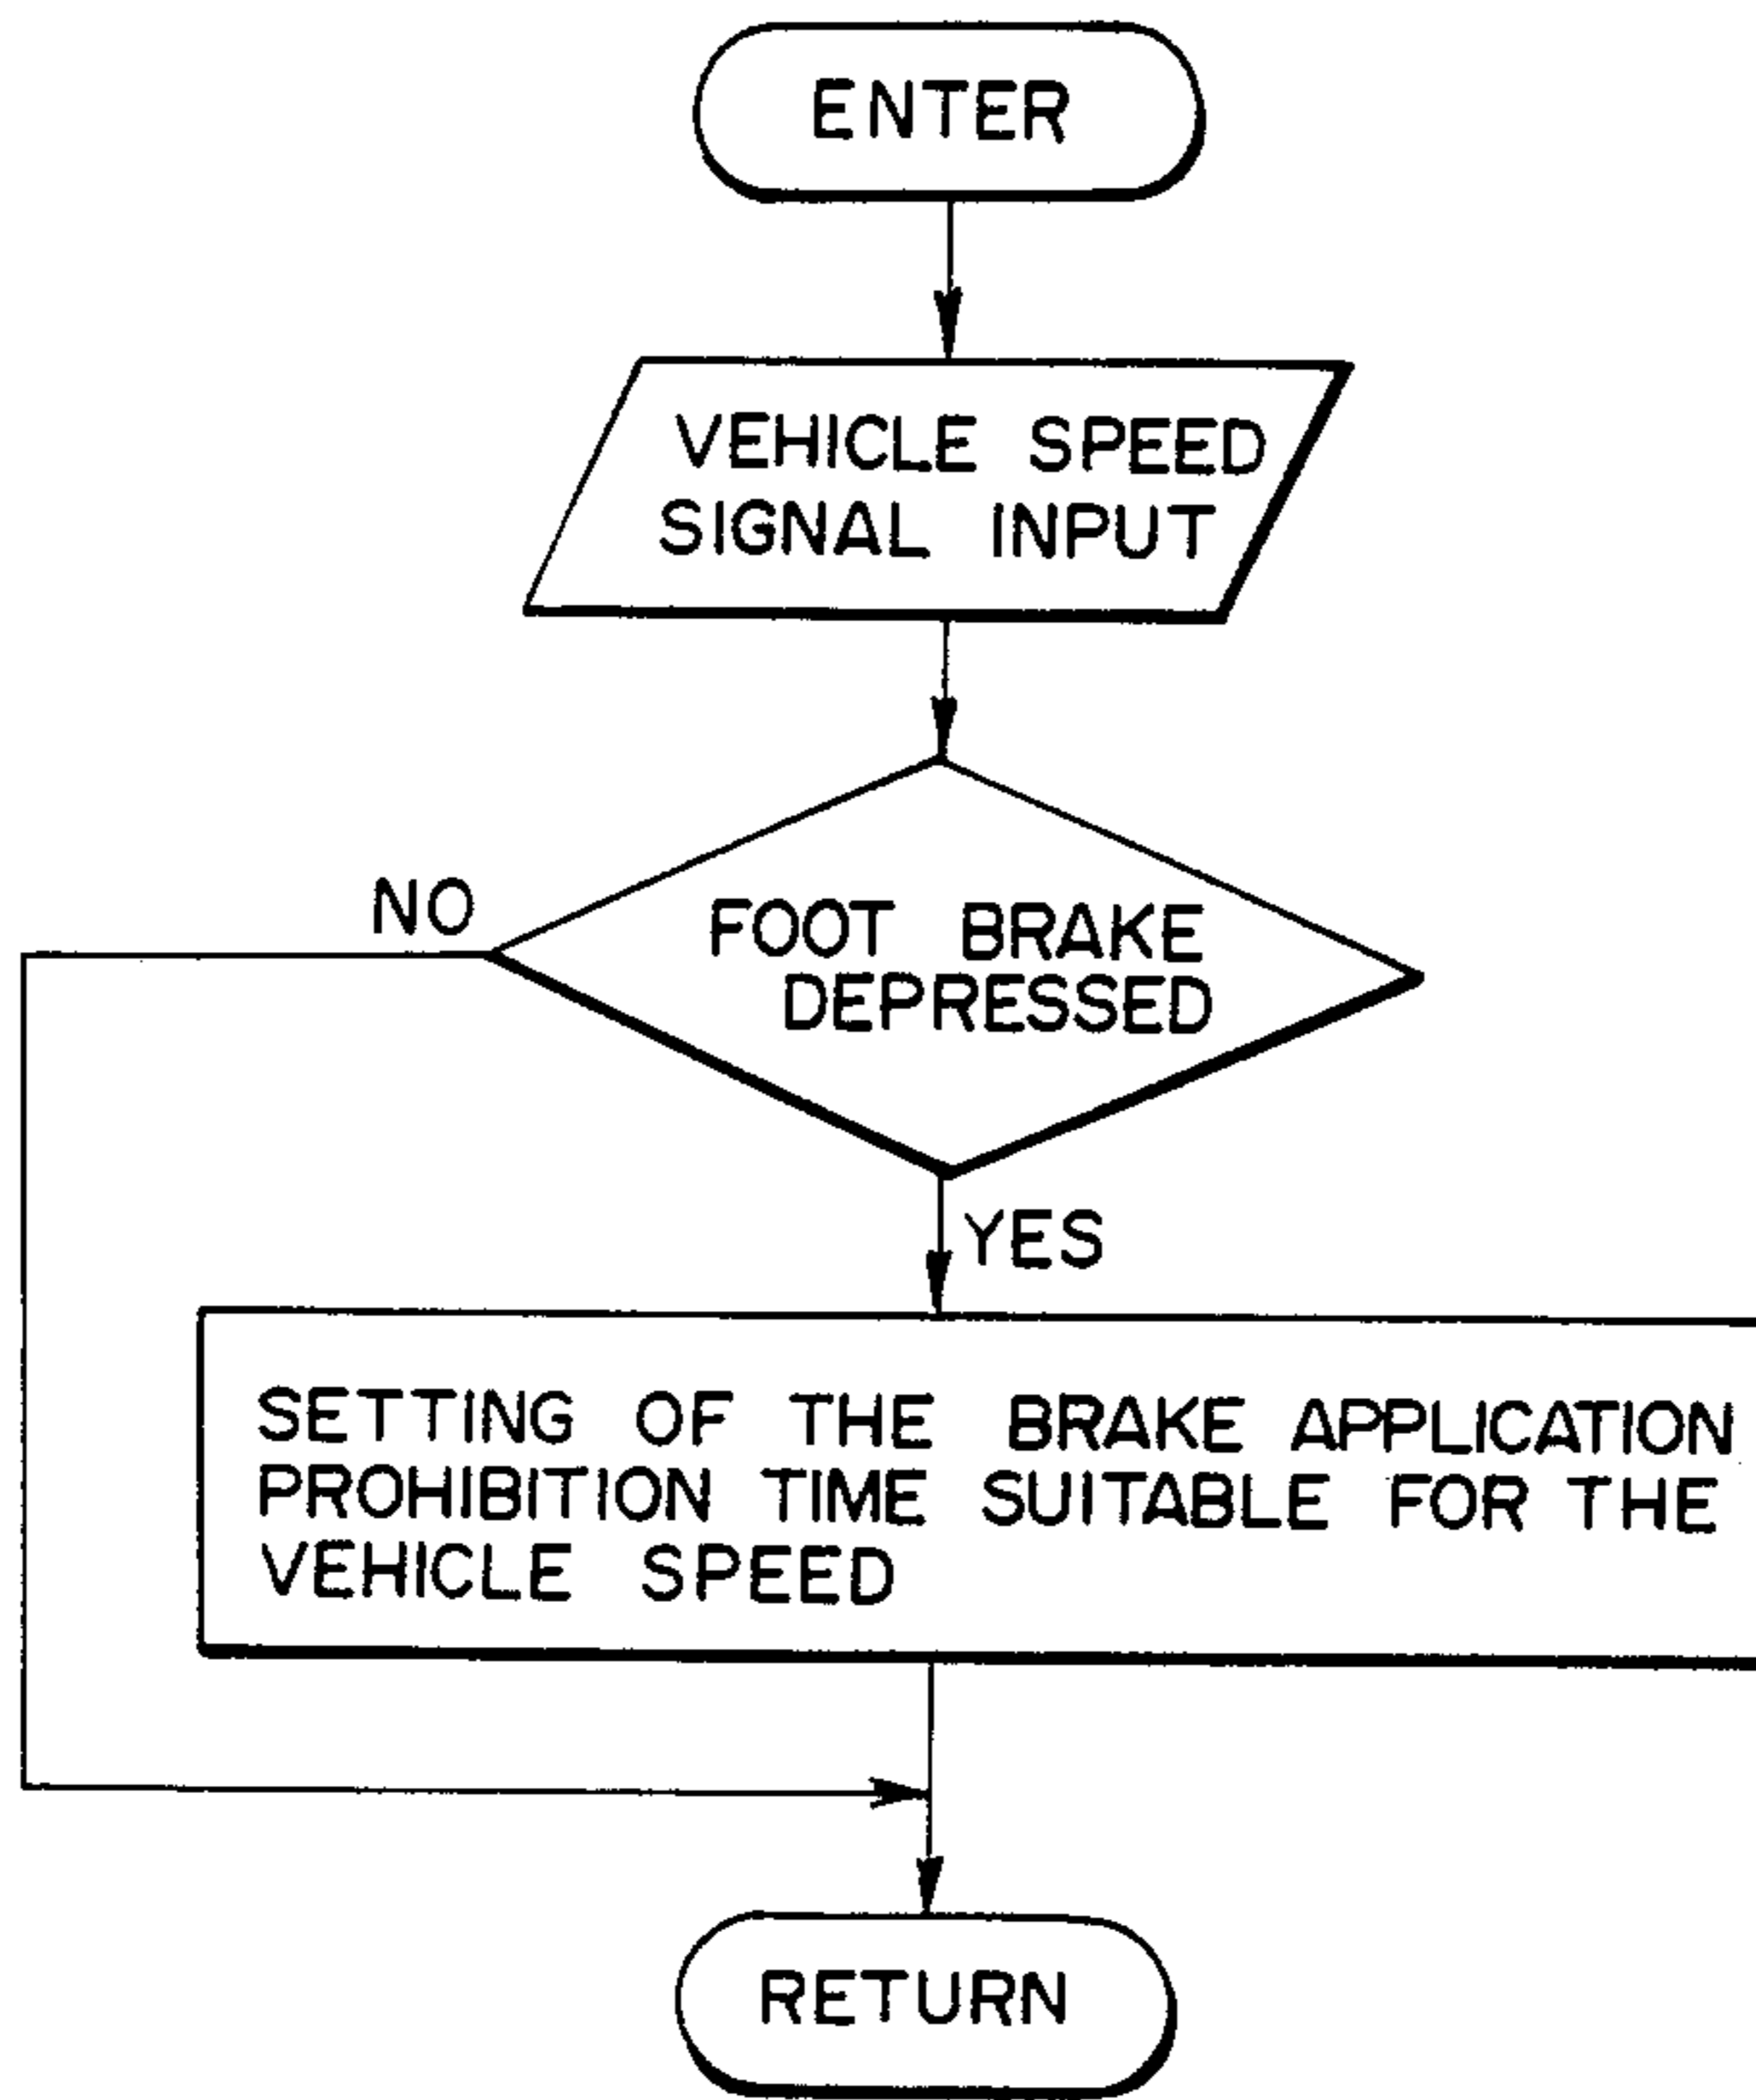 ENTER
VEHICLE SPEED
SIGNAL INPUT
NO
FOOT BRAKE
DEPRESSED
YES
SETTING OF THE BRAKE APPLICATION
PROHIBITION TIME SUITABLE FOR THE
VEHICLE SPEED
RETURN